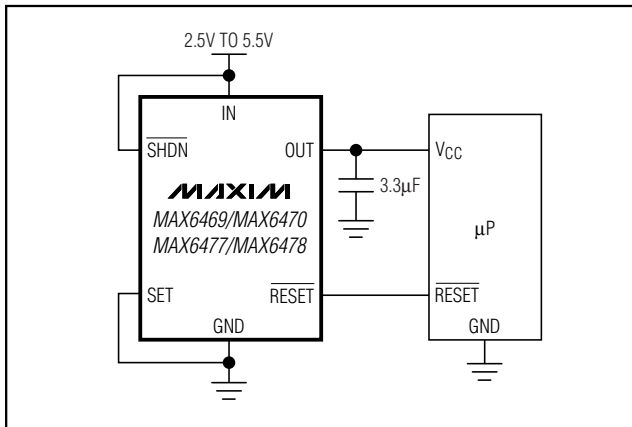 2.5V TO 5.5V
IN
SHDN
OUT
VCC
3.3µF
MAXIM
MAX6469/MAX6470
MAX6477/MAX6478
µP
SET
RESET
RESET
GND
GND